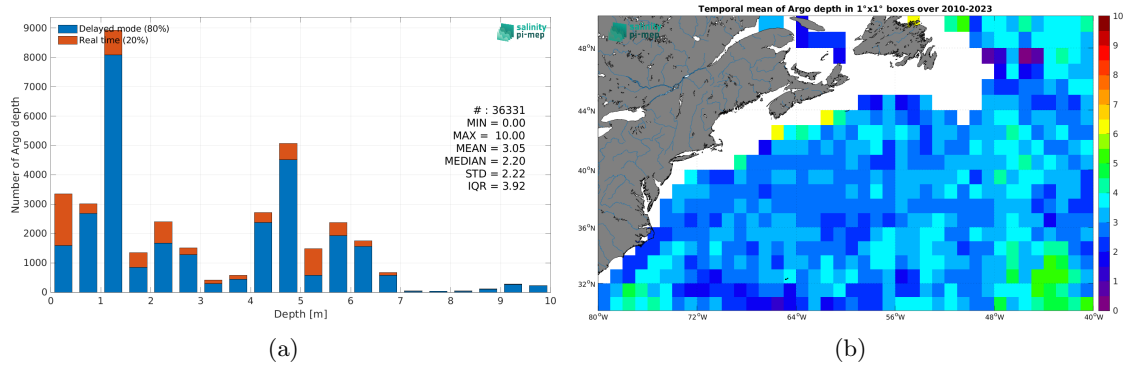 Delayed mode (80%)
Real time (20%)
salinity
pi-mep
Number of Argo depth
9000
8000
7000
6000
5000
4000
3000
2000
1000
0
# : 36331
MIN = 0.00
MAX = 10.00
MEAN = 3.05
MEDIAN = 2.20
STD = 2.22
IQR = 3.92
0 1 2 3 4 5 6 7 8 9 10
Depth [m]
(a)
Temporal mean of Argo depth in 1°x1° boxes over 2010-2023
salinity
pi-mep
48°N
44°N
40°N
36°N
32°N
80°W 72°W 64°W 56°W 48°W 40°W
10
9
8
7
6
5
4
3
2
1
0
(b)